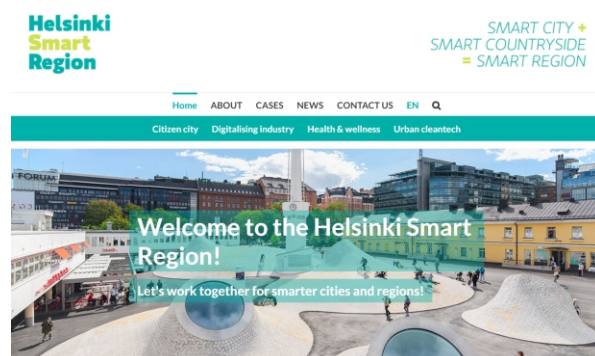 Helsinki
Smart
Region
SMART CITY +
SMART COUNTRYSIDE
= SMART REGION
Home ABOUT CASES NEWS CONTACT US EN
Citizen city Digitalising industry Health & wellness Urban cleantech
FORUM
Welcome to the Helsinki Smart
Region!
Let's work together for smarter cities and regions!